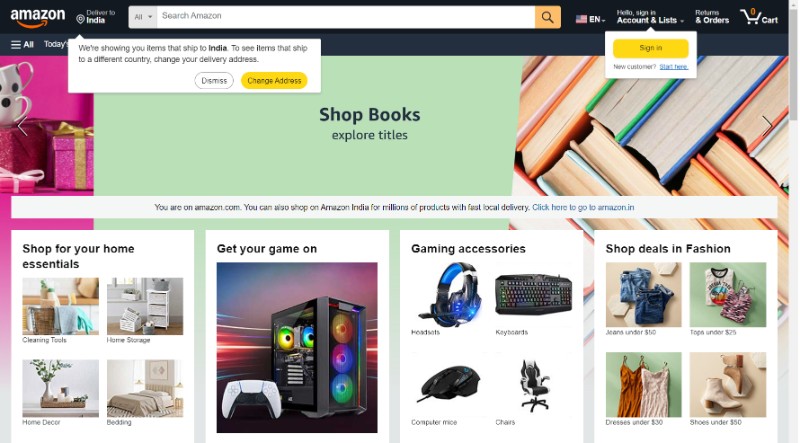 amazon
Deliver to
India
All
Search Amazon
EN
Hello, sign in
Account & Lists
Returns
& Orders
0
Cart
All
Today's
We're showing you items that ship to India. To see items that ship
to a different country, change your delivery address.
Dismiss
Change Address
Sign in
New customer? Start here.
Shop Books
explore titles
You are on amazon.com. You can also shop on Amazon India for millions of products with fast local delivery. Click here to go to amazon.in
Shop for your home
essentials
Cleaning Tools
Home Storage
Home Decor
Bedding
Get your game on
Gaming accessories
Headsets
Keyboards
Computer mice
Chairs
Shop deals in Fashion
Jeans under $50
Tops under $25
Dresses under $30
Shoes under $50